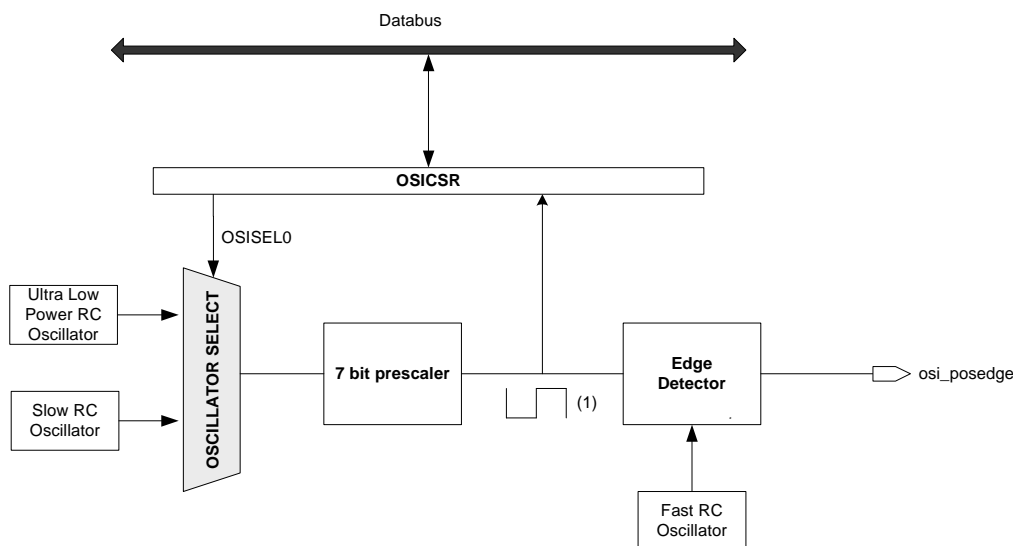 Databus
OSICSR
OSISEL0
Ultra Low
Power RC
Oscillator
OSCILLATOR SELECT
7 bit prescaler
Edge
Detector
osi_posedge
(1)
Slow RC
Oscillator
Fast RC
Oscillator